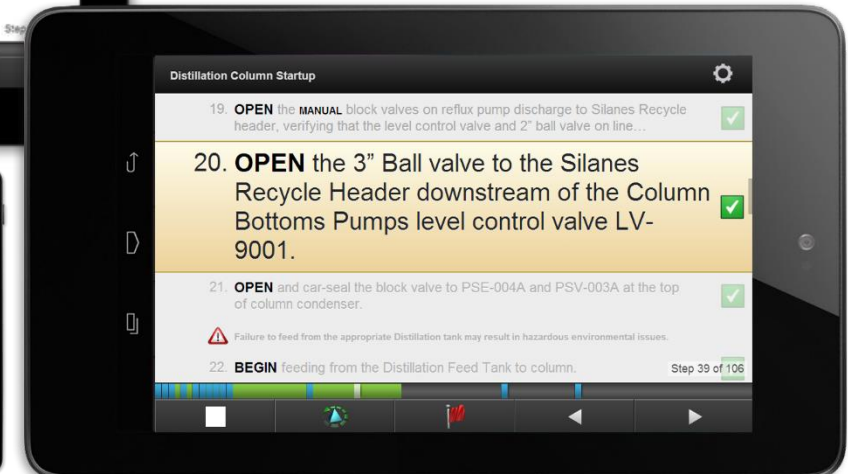 Step
Distillation Column Startup
19. OPEN the MANUAL block valves on reflux pump discharge to Silanes Recycle
header, verifying that the level control valve and 2" ball valve on line...
20. OPEN the 3" Ball valve to the Silanes
Recycle Header downstream of the Column
Bottoms Pumps level control valve LV-
9001.
21. OPEN and car-seal the block valve to PSE-004A and PSV-003A at the top
of column condenser.
Failure to feed from the appropriate Distillation tank may result in hazardous environmental issues.
22. BEGIN feeding from the Distillation Feed Tank to column.
Step 39 of 106